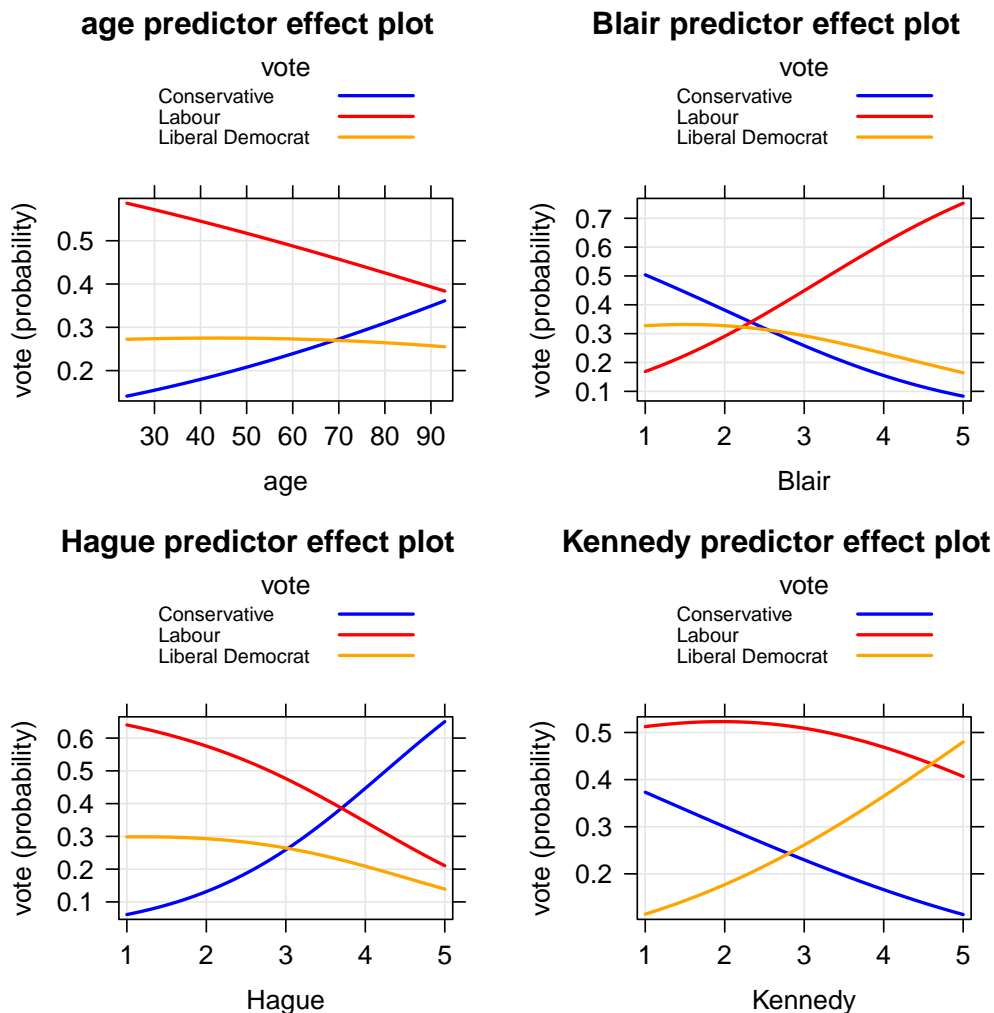 age predictor effect plot
vote
Conservative
Labour
Liberal Democrat
vote (probability)
0.5
0.4
0.3
0.2
30 40 50 60 70 80 90
age
Blair predictor effect plot
vote
Conservative
Labour
Liberal Democrat
vote (probability)
0.7
0.6
0.5
0.4
0.3
0.2
0.1
1 2 3 4 5
Blair
Hague predictor effect plot
vote
Conservative
Labour
Liberal Democrat
vote (probability)
0.6
0.5
0.4
0.3
0.2
0.1
1 2 3 4 5
Hague
Kennedy predictor effect plot
vote
Conservative
Labour
Liberal Democrat
vote (probability)
0.5
0.4
0.3
0.2
1 2 3 4 5
Kennedy